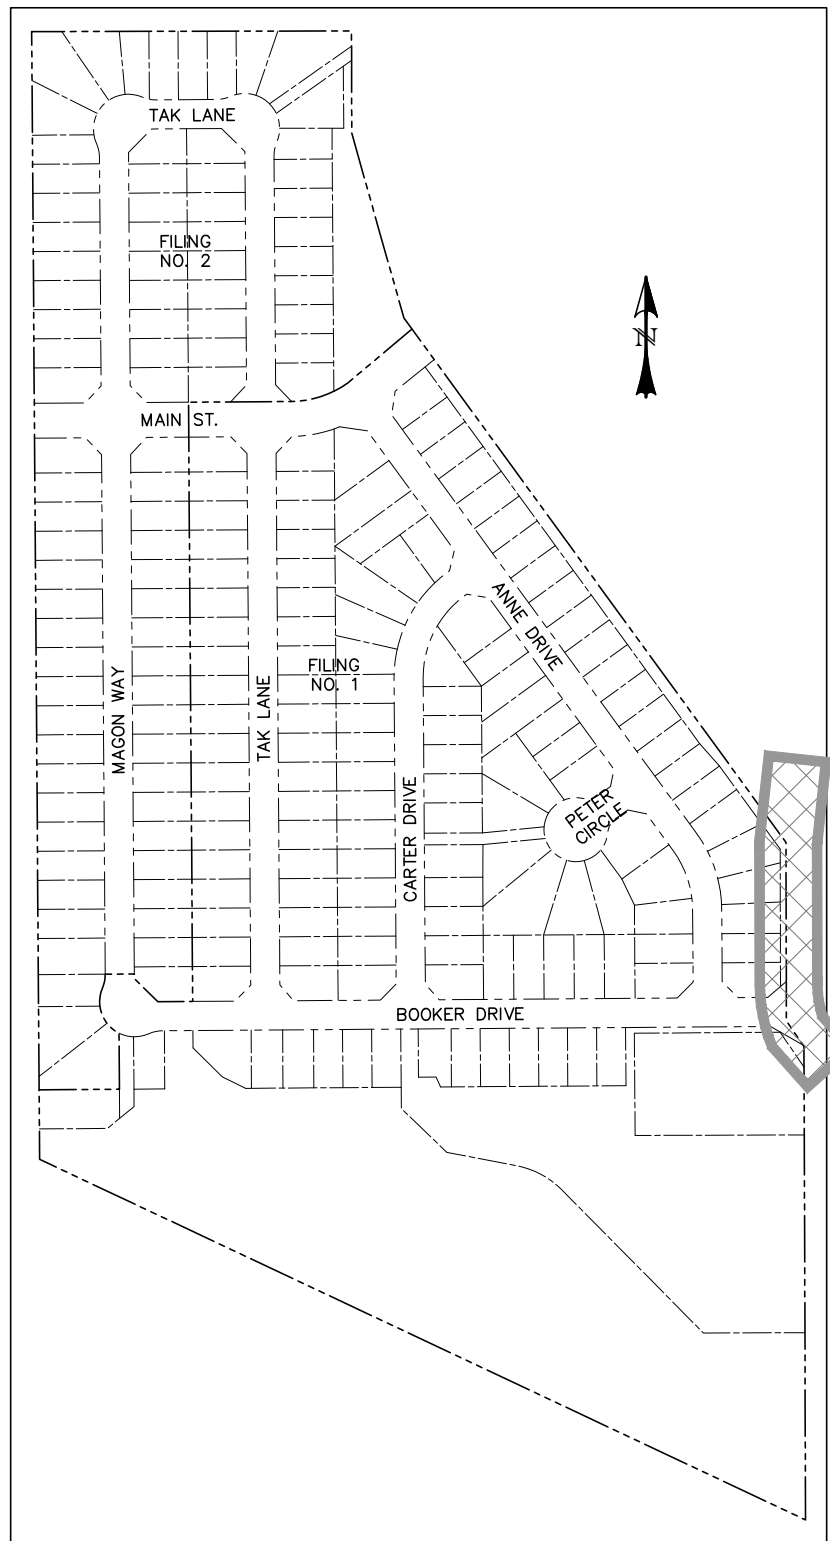 TAK LANE
FILING
NO. 2
N
MAIN ST.
ANNE DRIVE
FILING
NO. 1
MAGON WAY
TAK LANE
CARTER DRIVE
PETER
CIRCLE
BOOKER DRIVE